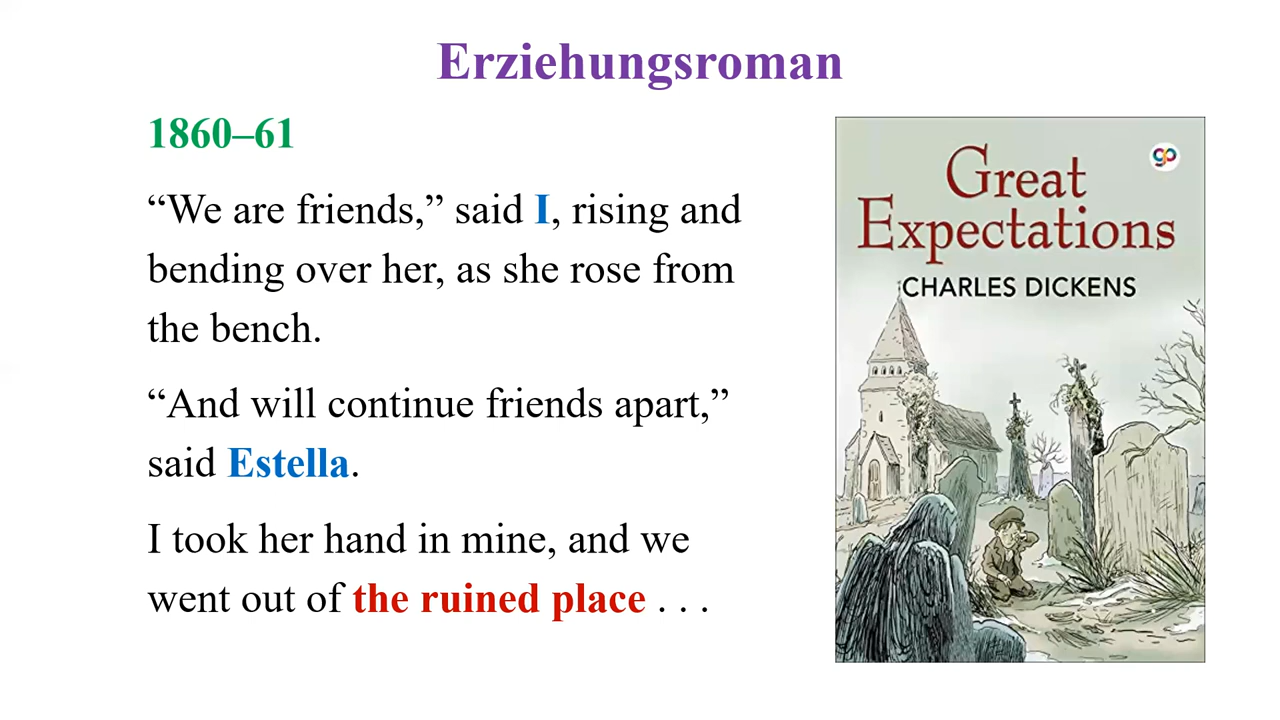 Erziehungsroman
1860–61
“We are friends,” said I, rising and
bending over her, as she rose from
the bench.
“And will continue friends apart,”
said Estella.
I took her hand in mine, and we
went out of the ruined place . . .
go
Great
Expectations
CHARLES DICKENS